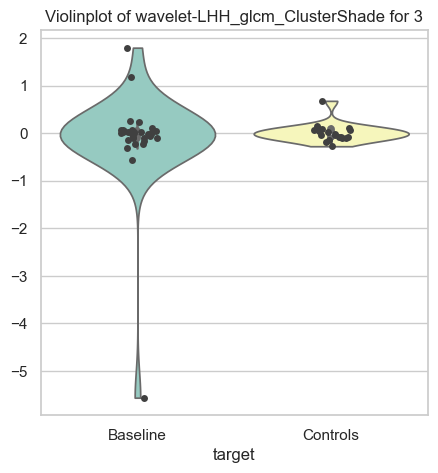 Violinplot of wavelet-LHH_glcm_ClusterShade for 3
2
1
0
−1
−2
−3
−4
−5
Baseline Controls
target